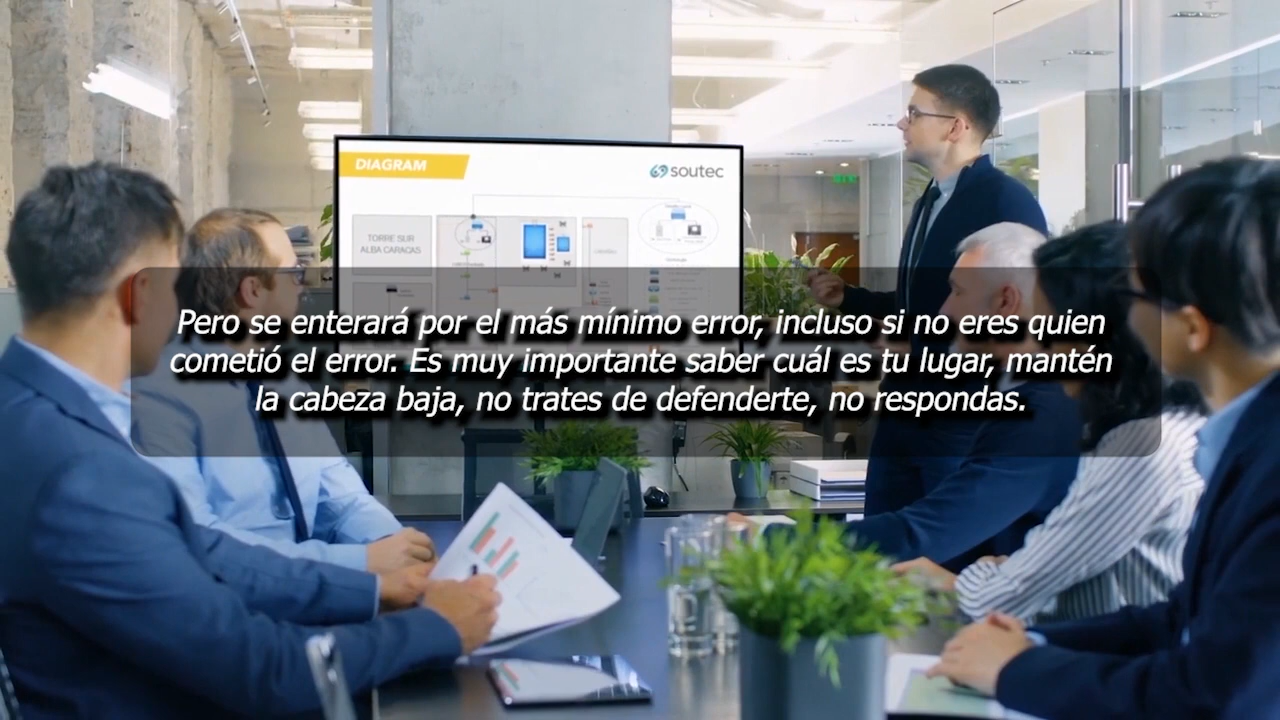 DIAGRAM
soutec
TORRE SUR
ALBA CARACAS
Pero se enterará por el más mínimo error, incluso si no eres quien
cometió el error. Es muy importante saber cuál es tu lugar, mantén
la cabeza baja, no trates de defenderte, no respondas.